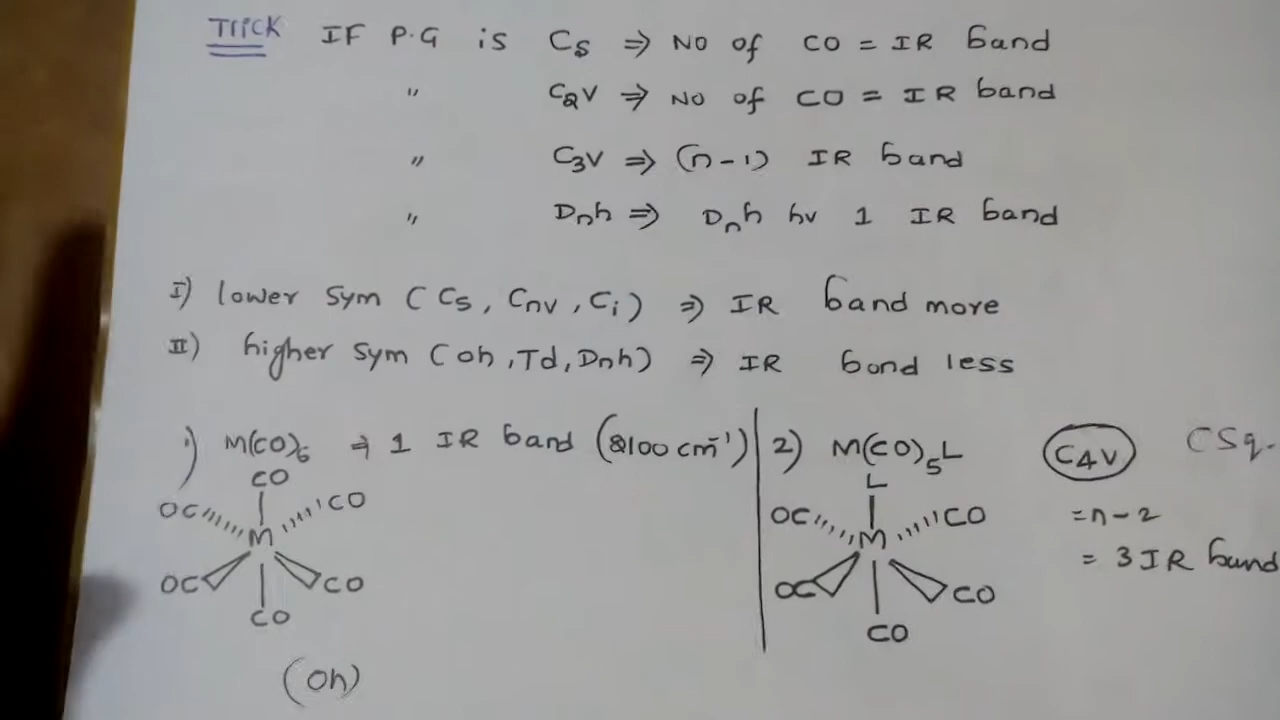 Trick IF P.G is Cs ⇒ NO of CO = IR band
" C2V ⇒ NO of CO = IR band
" C3V ⇒ (n-1) IR band
" Dnh ⇒ Dnh hv 1 IR band
I) lower sym (Cs, Cnv, Ci) ⇒ IR band more
II) higher sym (Oh, Td, Dnh) ⇒ IR band less
1) M(CO)6 ⇒ 1 IR band (2100 cm⁻¹)
CO
OC CO
M
OC CO
CO
(Oh)
2) M(CO)5L C4V CSq.
L
OC CO
M
OC CO
CO
= n-2
= 3 IR band